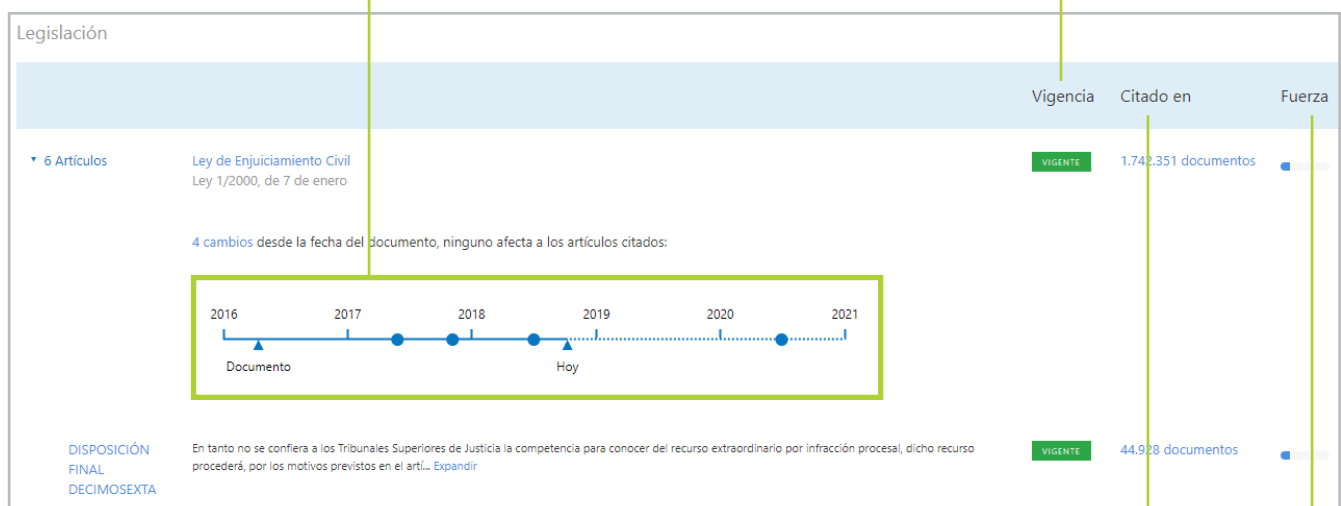 Legislación
Vigencia Citado en Fuerza
6 Artículos Ley de Enjuiciamiento Civil VIGENTE 1.742.351 documentos
Ley 1/2000, de 7 de enero
4 cambios desde la fecha del documento, ninguno afecta a los artículos citados:
2016 2017 2018 2019 2020 2021
Documento Hoy
DISPOSICIÓN En tanto no se confiera a los Tribunales Superiores de Justicia la competencia para conocer del recurso extraordinario por infracción procesal, dicho recurso VIGENTE 44.928 documentos
FINAL procederá, por los motivos previstos en el artí... Expandir
DECIMOSEXTA